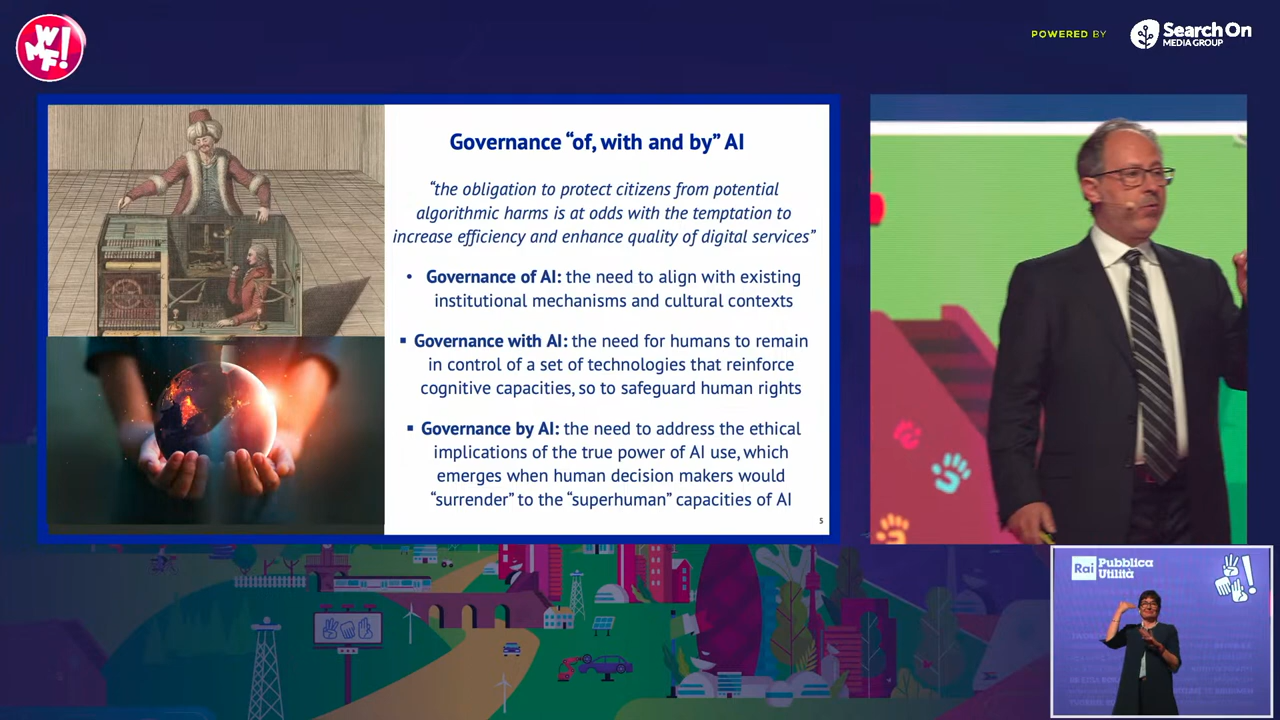 WMF!
POWERED BY
Search On
MEDIA GROUP
Governance “of, with and by” AI
“the obligation to protect citizens from potential
algorithmic harms is at odds with the temptation to
increase efficiency and enhance quality of digital services”
• Governance of AI: the need to align with existing
institutional mechanisms and cultural contexts
▪ Governance with AI: the need for humans to remain
in control of a set of technologies that reinforce
cognitive capacities, so to safeguard human rights
▪ Governance by AI: the need to address the ethical
implications of the true power of AI use, which
emerges when human decision makers would
“surrender” to the “superhuman” capacities of AI
5
Rai Pubblica
Utilità